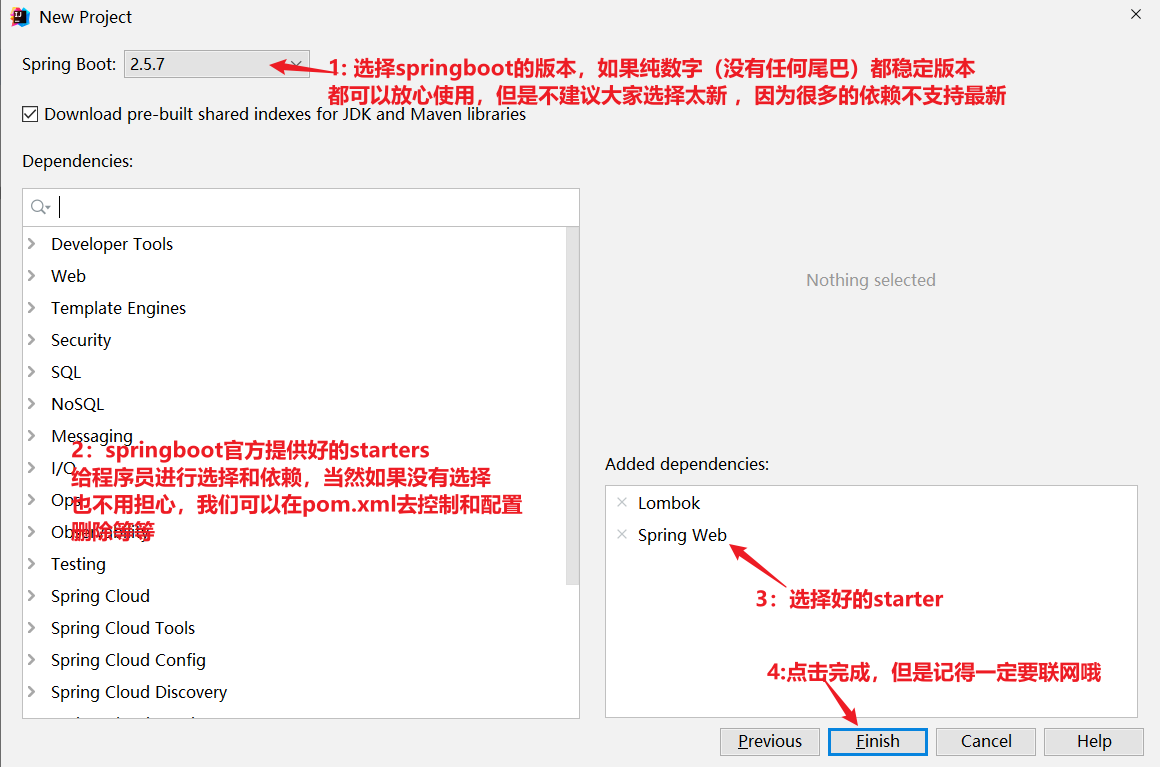 New Project
Spring Boot:
2.5.7
1: 选择springboot的版本，如果纯数字（没有任何尾巴）都稳定版本
都可以放心使用，但是不建议大家选择太新 ，因为很多的依赖不支持最新
Download pre-built shared indexes for JDK and Maven libraries
Dependencies:
Developer Tools
Web
Template Engines
Security
SQL
NoSQL
Messaging
2：springboot官方提供好的starters
I/O
给程序员进行选择和依赖，当然如果没有选择
Ops
也不用担心，我们可以在pom.xml去控制和配置
Observability
删除等等
Testing
Spring Cloud
Spring Cloud Tools
Spring Cloud Config
Spring Cloud Discovery
Nothing selected
Added dependencies:
Lombok
Spring Web
3：选择好的starter
4:点击完成，但是记得一定要联网哦
Previous
Finish
Cancel
Help